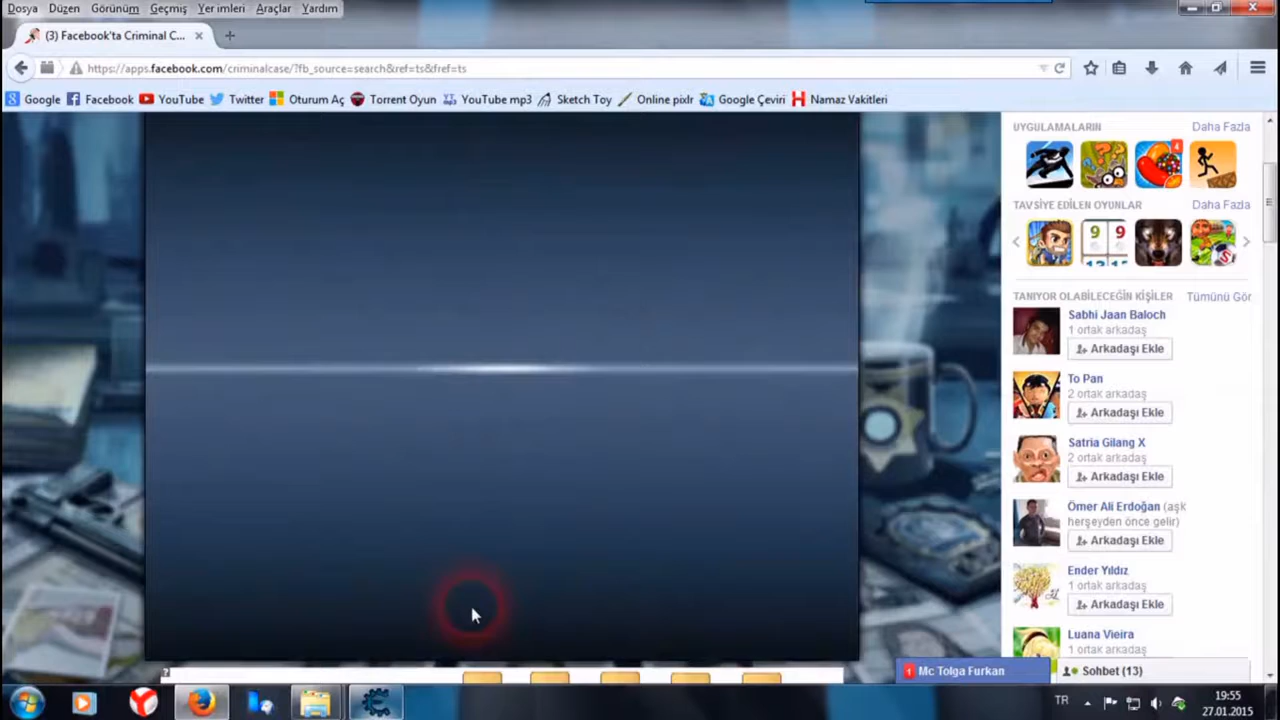 Dosya Düzen Görünüm Geçmiş Yer imleri Araçlar Yardım
(3) Facebook'ta Criminal C...
https://apps.facebook.com/criminalcase/?fb_source=search&ref=ts&fref=ts
Google Facebook YouTube Twitter Oturum Aç Torrent Oyun YouTube mp3 Sketch Toy Online pixlr Google Çeviri Namaz Vakitleri
UYGULAMALARIN Daha Fazla
4
TAVSİYE EDİLEN OYUNLAR Daha Fazla
9 9
TANIYOR OLABİLECEĞİN KİŞİLER Tümünü Gör
Sabhi Jaan Baloch
1 ortak arkadaş
Arkadaşı Ekle
To Pan
2 ortak arkadaş
Arkadaşı Ekle
Satria Gilang X
2 ortak arkadaş
Arkadaşı Ekle
Ömer Ali Erdoğan (aşk
herşeyden önce gelir)
Arkadaşı Ekle
Ender Yıldız
1 ortak arkadaş
Arkadaşı Ekle
Luana Vieira
1 Mc Tolga Furkan
Sohbet (13)
TR
19:55
27.01.2015